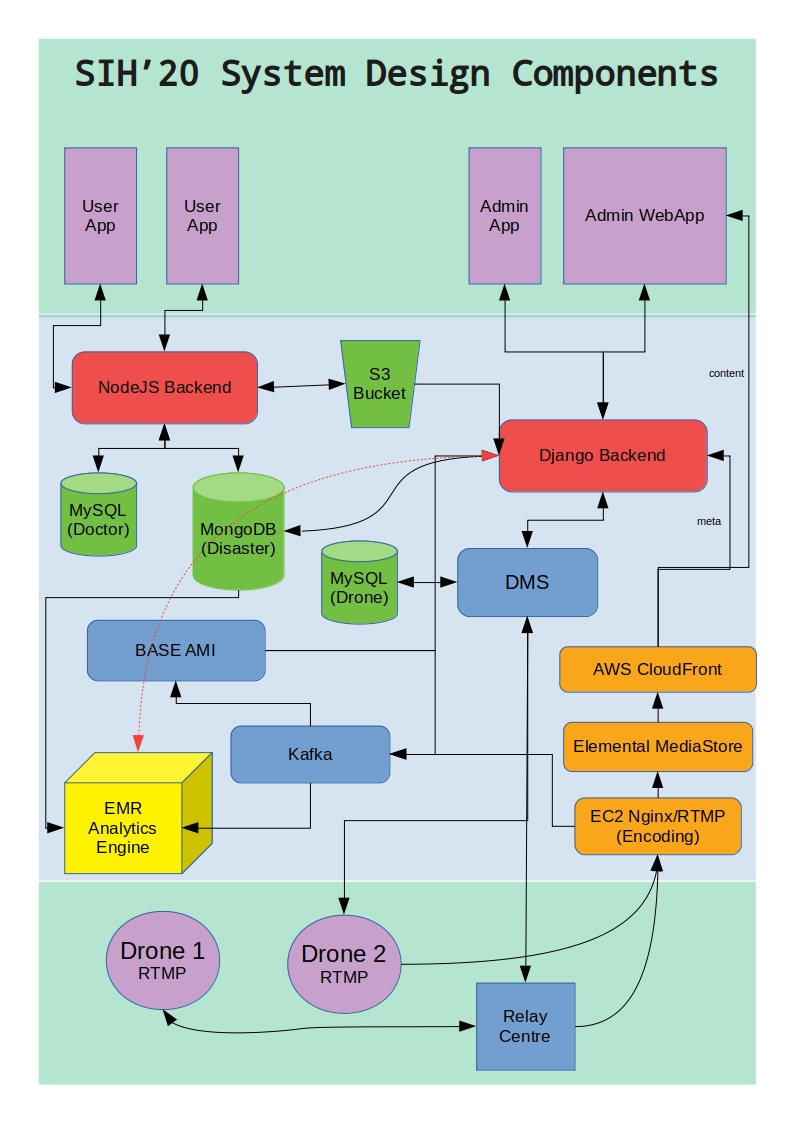 SIH’20 System Design Components
User
App
User
App
Admin
App
Admin WebApp
NodeJS Backend
S3
Bucket
content
Django Backend
MySQL
(Doctor)
MongoDB
(Disaster)
meta
MySQL
(Drone)
DMS
BASE AMI
AWS CloudFront
Kafka
Elemental MediaStore
EMR
Analytics
Engine
EC2 Nginx/RTMP
(Encoding)
Drone 1
RTMP
Drone 2
RTMP
Relay
Centre